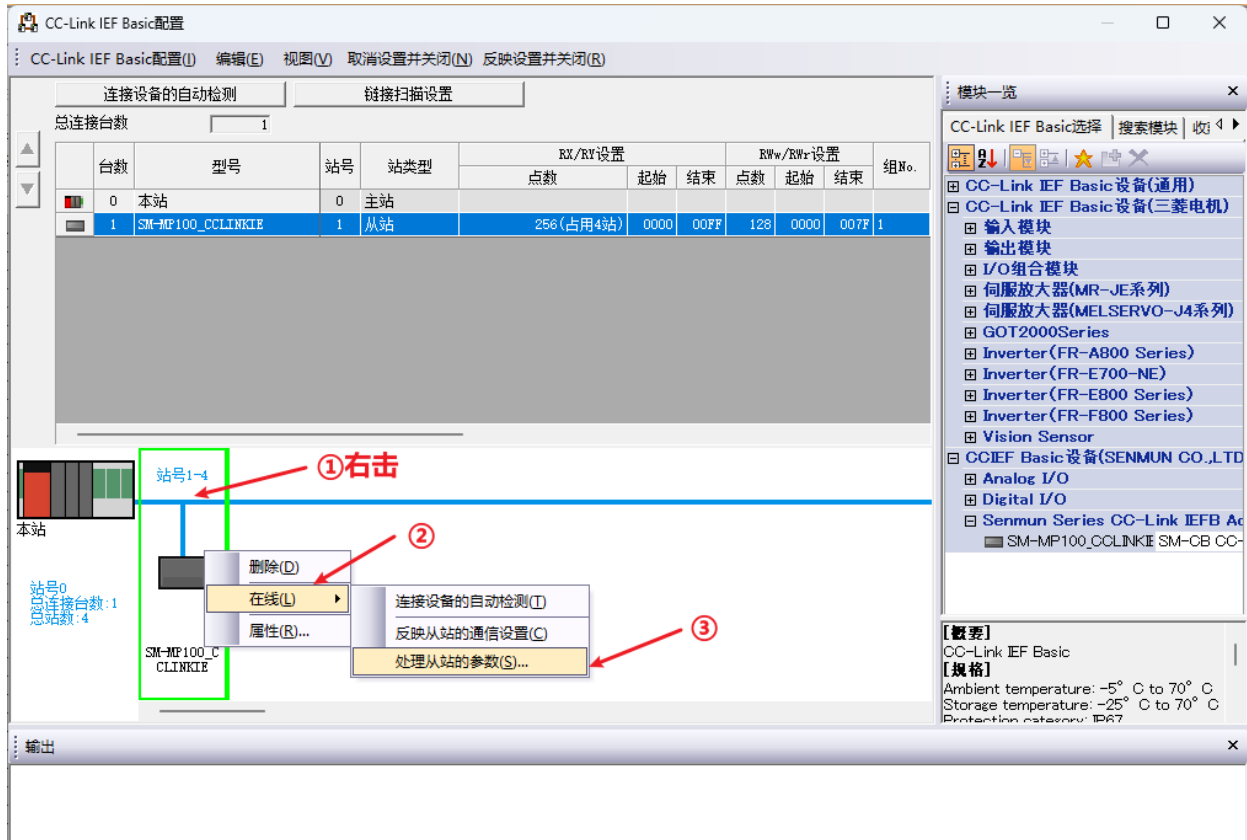 CC-Link IEF Basic配置
CC-Link IEF Basic配置(I) 编辑(E) 视图(V) 取消设置并关闭(N) 反映设置并关闭(R)
连接设备的自动检测 链接扫描设置
总连接台数 1
台数 型号 站号 站类型 RX/RY设置 RWw/RWr设置 组No.
点数 起始 结束 点数 起始 结束
0 本站 0 主站
1 SM-MP100_CCLINKIE 1 从站 256(占用4站) 0000 00FF 128 0000 007F 1
站号1-4
①右击
本站
②
删除(D)
在线(L)
属性(R)...
连接设备的自动检测(T)
反映从站的通信设置(C)
处理从站的参数(S)...
③
站号0
总连接台数:1
总站数:4
SM-MP100_C
CLINKIE
模块一览
CC-Link IEF Basic选择 搜索模块
CC-Link IEF Basic设备(通用)
CC-Link IEF Basic设备(三菱电机)
输入模块
输出模块
I/O组合模块
伺服放大器(MR-JE系列)
伺服放大器(MELSERVO-J4系列)
GOT2000Series
Inverter(FR-A800 Series)
Inverter(FR-E700-NE)
Inverter(FR-E800 Series)
Inverter(FR-F800 Series)
Vision Sensor
CCIEF Basic设备(SENMUN CO.,LTD
Analog I/O
Digital I/O
Senmun Series CC-Link IEFB Ad
SM-MP100_CCLINKIE SM-CB CC-
[概要]
CC-Link IEF Basic
[规格]
Ambient temperature: -5° C to 70° C
Storage temperature: -25° C to 70° C
Protection category: IP67
输出